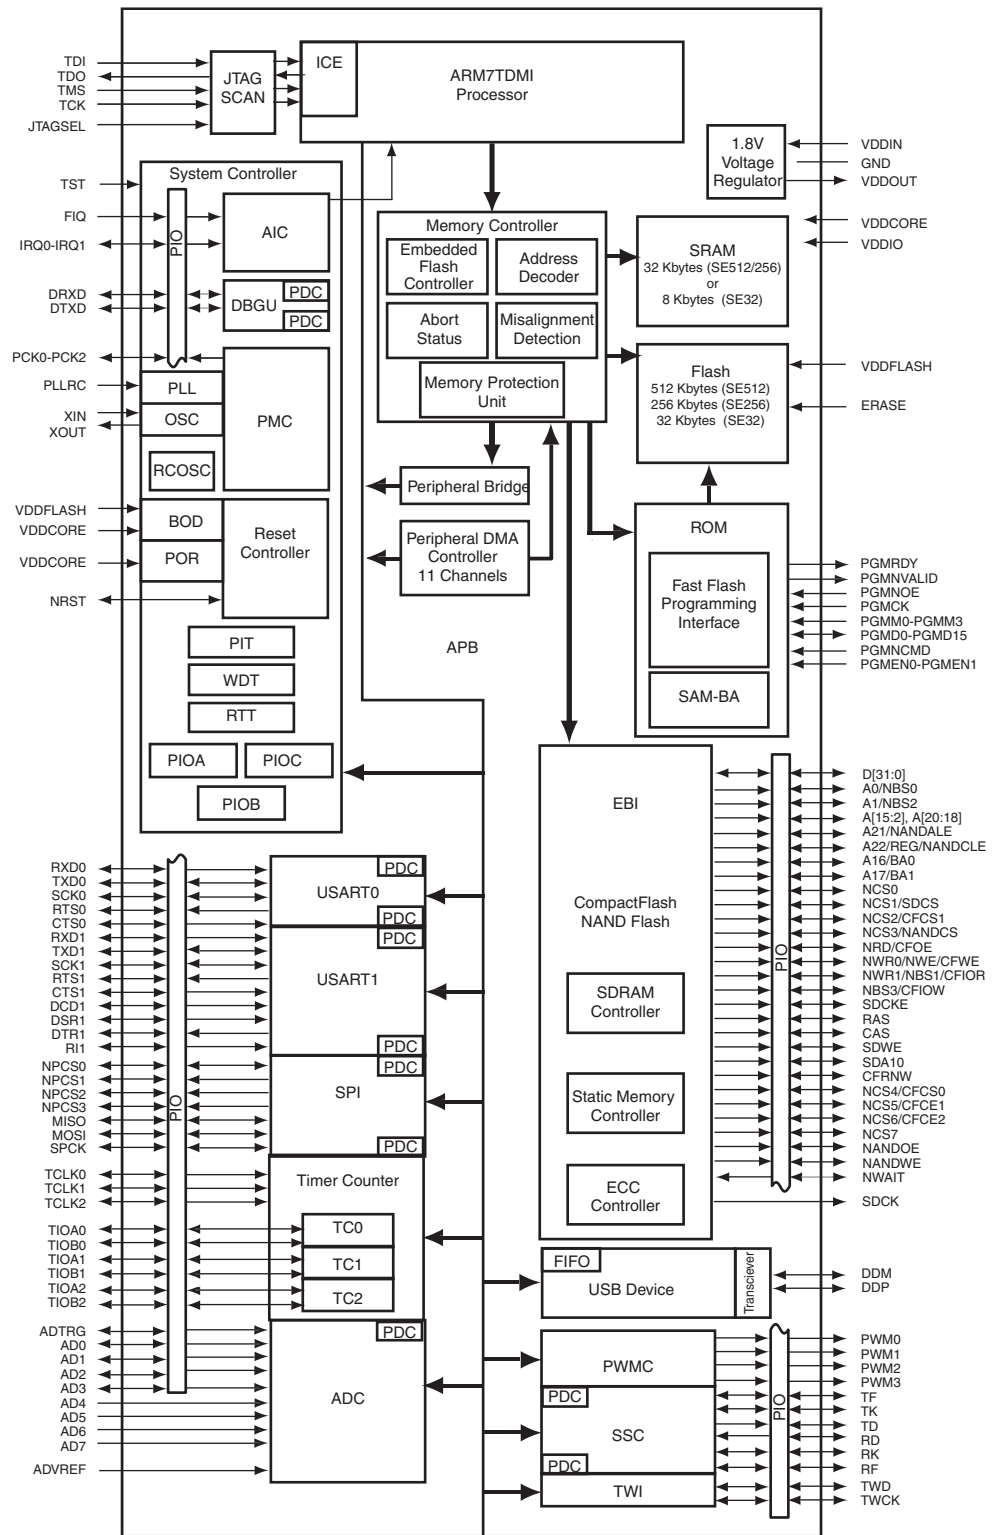 TDI
TDO
TMS
TCK
JTAGSEL
JTAG
SCAN
ICE
ARM7TDMI
Processor
1.8V
Voltage
Regulator
VDDIN
GND
VDDOUT
VDDCORE
VDDIO
System Controller
TST
FIQ
IRQ0-IRQ1
PIO
AIC
DRXD
DTXD
DBGU
PDC
PDC
PCK0-PCK2
PLLRC
PLL
XIN
XOUT
OSC
PMC
RCOSC
VDDFLASH
VDDCORE
BOD
VDDCORE
POR
Reset
Controller
NRST
PIT
WDT
RTT
PIOA
PIOC
PIOB
Memory Controller
Embedded
Flash
Controller
Address
Decoder
Abort
Status
Misalignment
Detection
Memory Protection
Unit
Peripheral Bridge
Peripheral DMA
Controller
11 Channels
APB
SRAM
32 Kbytes (SE512/256)
or
8 Kbytes (SE32)
Flash
512 Kbytes (SE512)
256 Kbytes (SE256)
32 Kbytes (SE32)
VDDFLASH
ERASE
ROM
Fast Flash
Programming
Interface
SAM-BA
PGMRDY
PGMNVALID
PGMNOE
PGMCK
PGMM0-PGMM3
PGMD0-PGMD15
PGMNCMD
PGMEN0-PGMEN1
EBI
CompactFlash
NAND Flash
SDRAM
Controller
Static Memory
Controller
ECC
Controller
PIO
D[31:0]
A0/NBS0
A1/NBS2
A[15:2], A[20:18]
A21/NANDALE
A22/REG/NANDCLE
A16/BA0
A17/BA1
NCS0
NCS1/SDCS
NCS2/CFCS1
NCS3/NANDCS
NRD/CFOE
NWR0/NWE/CFWE
NWR1/NBS1/CFIOR
NBS3/CFIOW
SDCKE
RAS
CAS
SDWE
SDA10
CFRNW
NCS4/CFCS0
NCS5/CFCE1
NCS6/CFCE2
NCS7
NANDOE
NANDWE
NWAIT
SDCK
RXD0
TXD0
SCK0
RTS0
CTS0
RXD1
TXD1
SCK1
RTS1
CTS1
DCD1
DSR1
DTR1
RI1
NPCS0
NPCS1
NPCS2
NPCS3
MISO
MOSI
SPCK
TCLK0
TCLK1
TCLK2
TIOA0
TIOB0
TIOA1
TIOB1
TIOA2
TIOB2
ADTRG
AD0
AD1
AD2
AD3
AD4
AD5
AD6
AD7
ADVREF
PIO
PDC
USART0
PDC
PDC
USART1
PDC
PDC
SPI
PDC
Timer Counter
TC0
TC1
TC2
PDC
ADC
FIFO
USB Device
Transciever
DDM
DDP
PWMC
PDC
SSC
PDC
TWI
PIO
PWM0
PWM1
PWM2
PWM3
TF
TK
TD
RD
RK
RF
TWD
TWCK